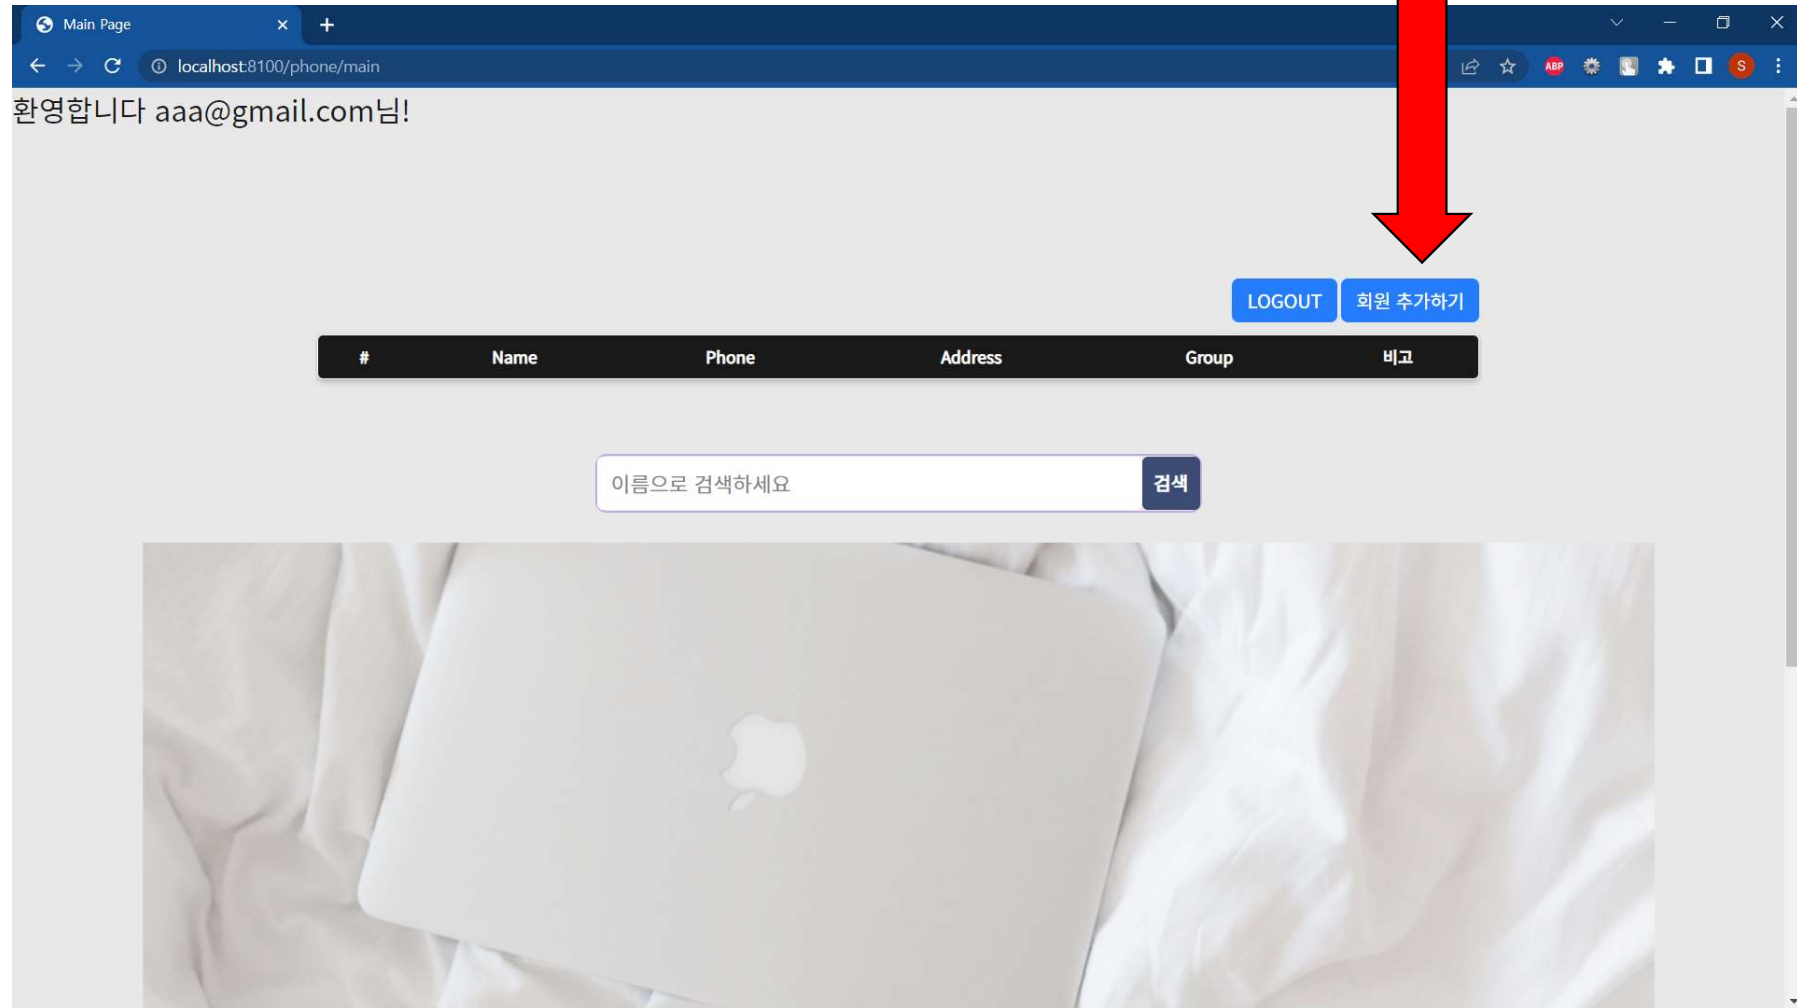 Main Page
localhost:8100/phone/main
ABP
S
환영합니다 aaa@gmail.com님!
LOGOUT 회원 추가하기
# Name Phone Address Group 비고
이름으로 검색하세요 검색